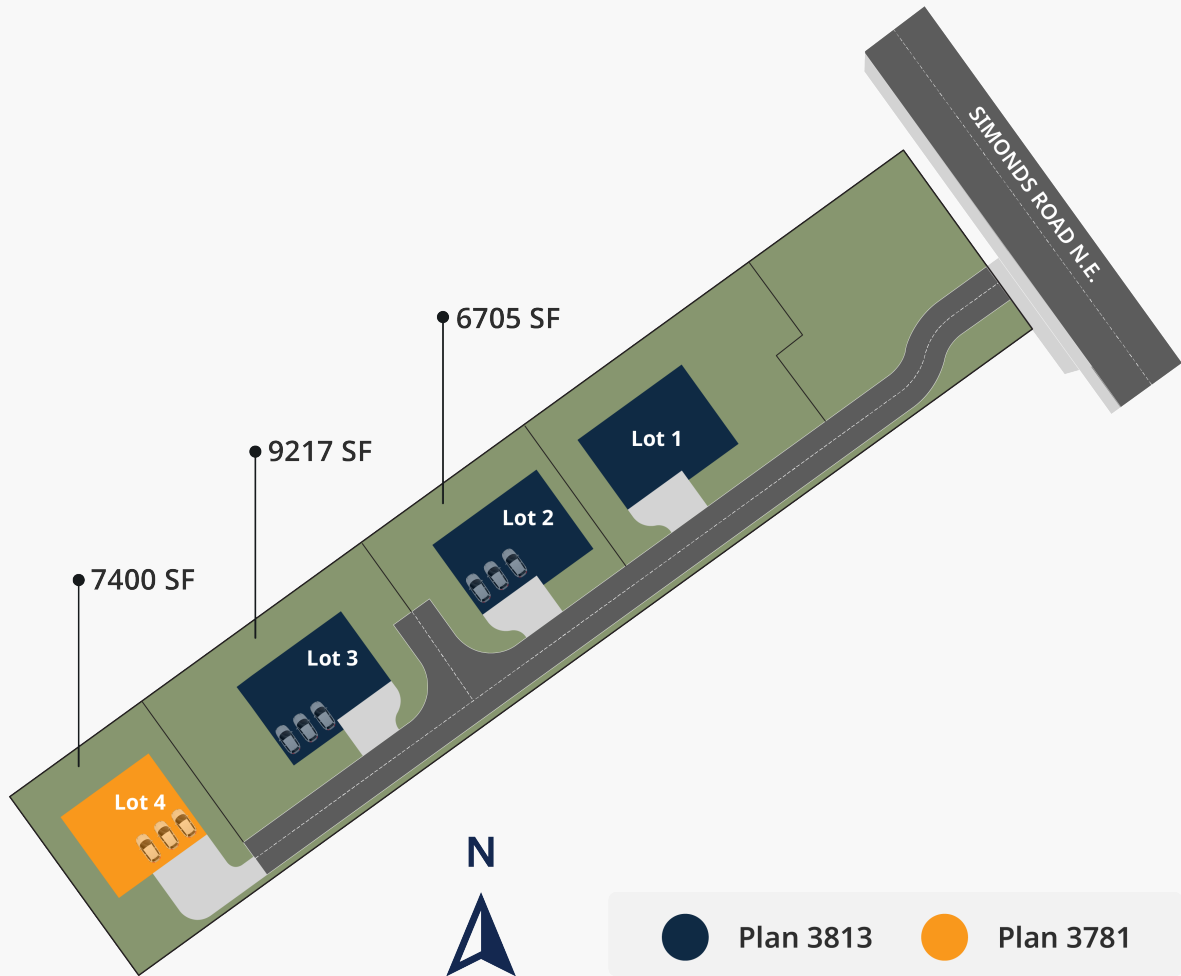 SIMONDS ROAD N.E.
6705 SF
Lot 1
9217 SF
Lot 2
7400 SF
Lot 3
Lot 4
N
Plan 3813
Plan 3781